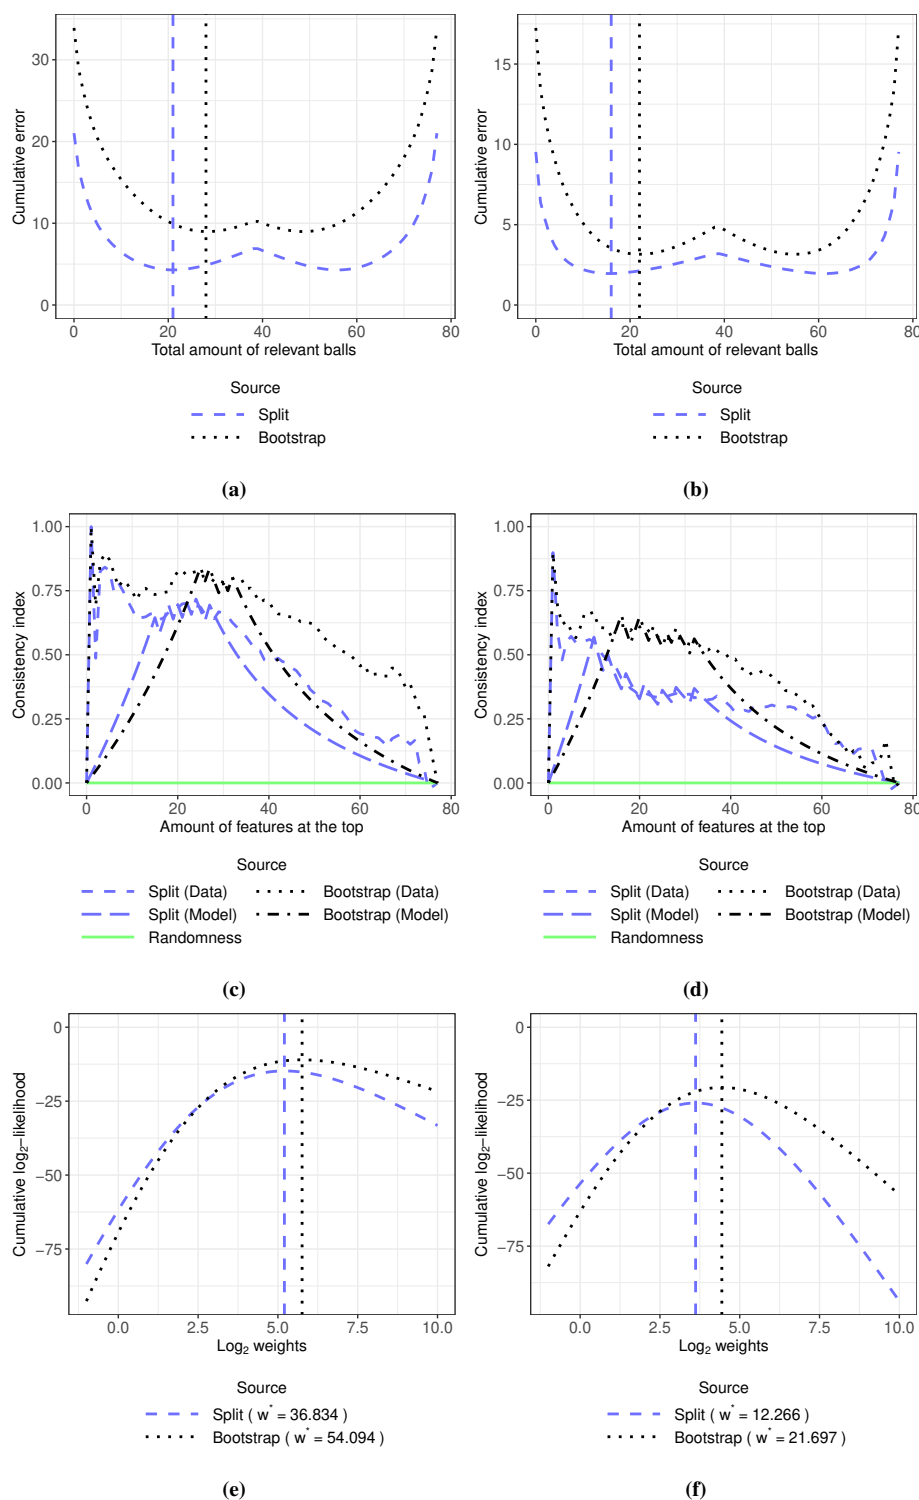 Cumulative error
30
20
10
0
0 20 40 60 80
Total amount of relevant balls
Source
Split
Bootstrap
(a)
Cumulative error
15
10
5
0
0 20 40 60 80
Total amount of relevant balls
Source
Split
Bootstrap
(b)
Consistency index
1.00
0.75
0.50
0.25
0.00
0 20 40 60 80
Amount of features at the top
Source
Split (Data) Bootstrap (Data)
Split (Model) Bootstrap (Model)
Randomness
(c)
Consistency index
1.00
0.75
0.50
0.25
0.00
0 20 40 60 80
Amount of features at the top
Source
Split (Data) Bootstrap (Data)
Split (Model) Bootstrap (Model)
Randomness
(d)
Cumulative log₂−likelihood
0
−25
−50
−75
0.0 2.5 5.0 7.5 10.0
Log₂ weights
Source
Split ( w* = 36.834 )
Bootstrap ( w* = 54.094 )
(e)
Cumulative log₂−likelihood
0
−25
−50
−75
0.0 2.5 5.0 7.5 10.0
Log₂ weights
Source
Split ( w* = 12.266 )
Bootstrap ( w* = 21.697 )
(f)